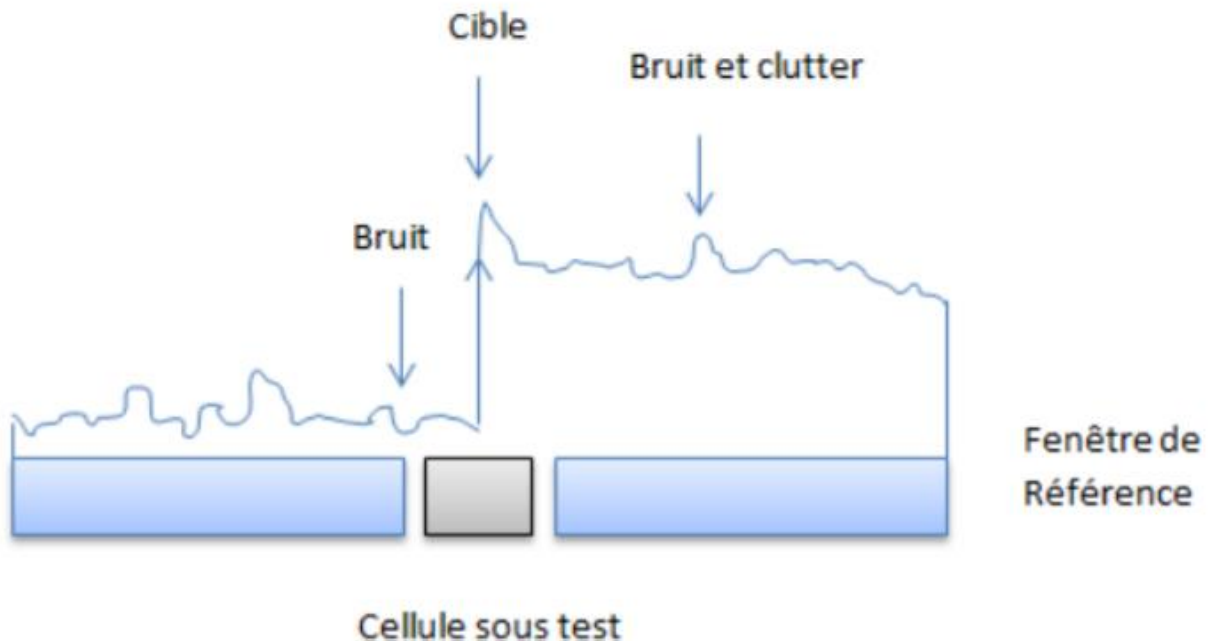 Cible
Bruit et clutter
Bruit
Fenêtre de
Référence
Cellule sous test